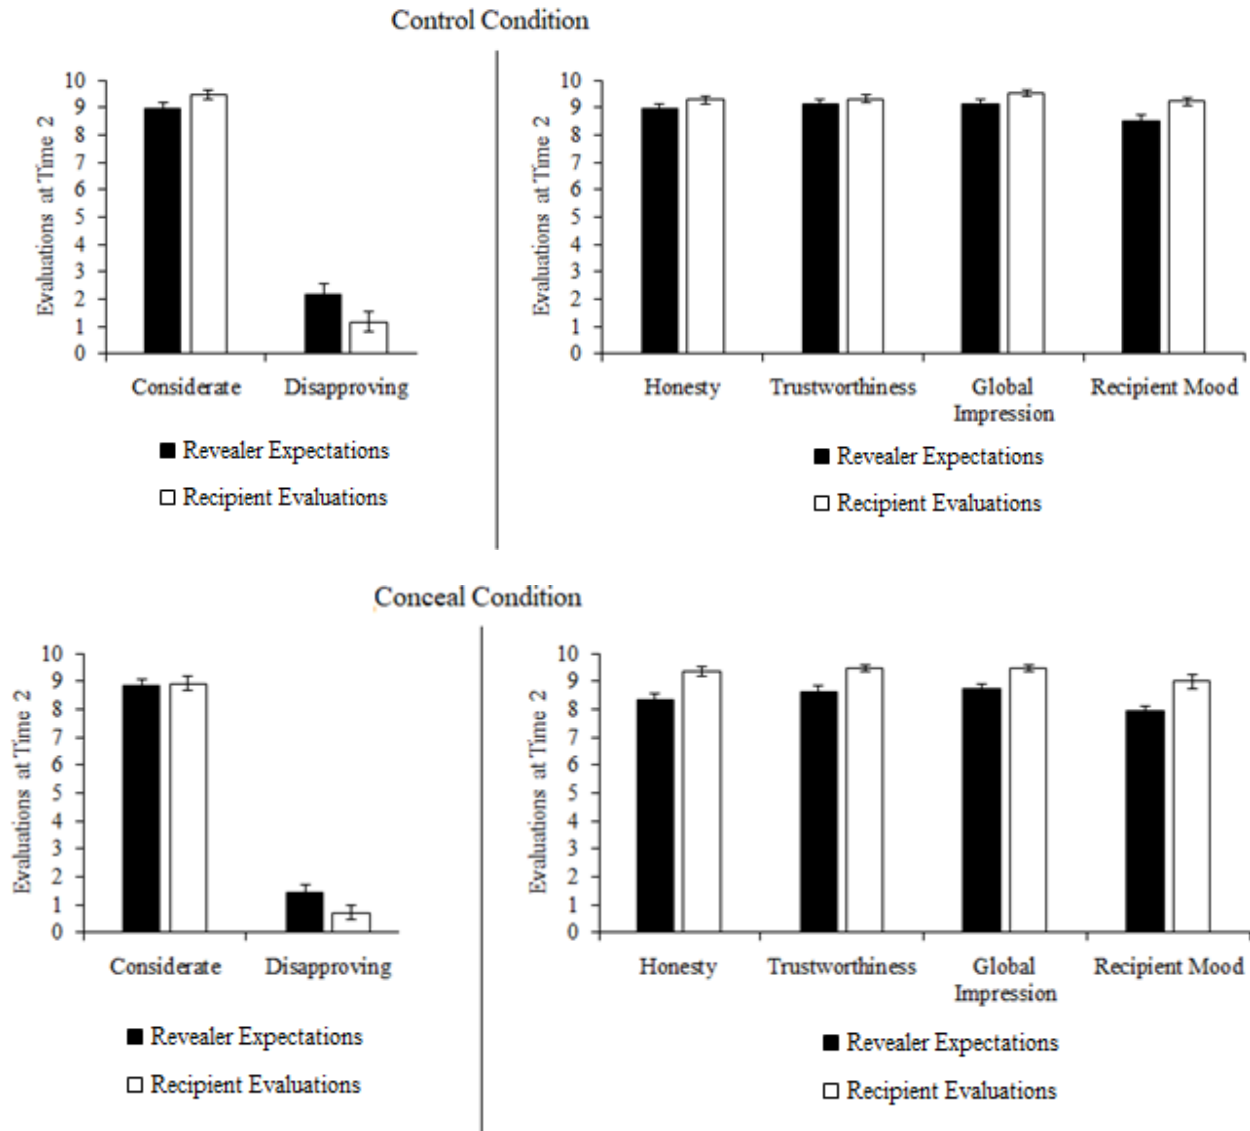 Control Condition
Evaluations at Time 2
10
9
8
7
6
5
4
3
2
1
0
Considerate
Disapproving
Revealer Expectations
Recipient Evaluations
Evaluations at Time 2
10
9
8
7
6
5
4
3
2
1
0
Honesty
Trustworthiness
Global
Impression
Recipient Mood
Revealer Expectations
Recipient Evaluations
Conceal Condition
Evaluations at Time 2
10
9
8
7
6
5
4
3
2
1
0
Considerate
Disapproving
Revealer Expectations
Recipient Evaluations
Evaluations at Time 2
10
9
8
7
6
5
4
3
2
1
0
Honesty
Trustworthiness
Global
Impression
Recipient Mood
Revealer Expectations
Recipient Evaluations